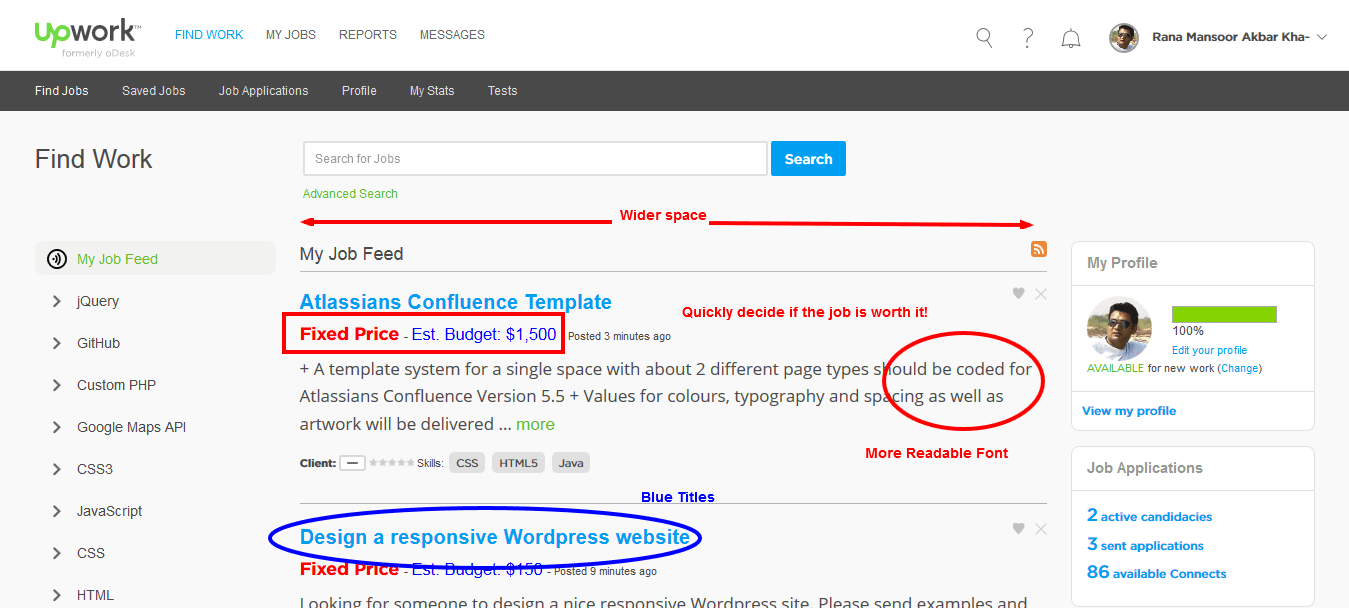 upwork™
formerly oDesk
FIND WORK MY JOBS REPORTS MESSAGES
Rana Mansoor Akbar Kha-
Find Jobs Saved Jobs Job Applications Profile My Stats Tests
Find Work
Search for Jobs
Search
Advanced Search
Wider space
My Job Feed
jQuery
GitHub
Custom PHP
Google Maps API
CSS3
JavaScript
CSS
HTML
My Job Feed
Atlassians Confluence Template
Quickly decide if the job is worth it!
Fixed Price - Est. Budget: $1,500 Posted 3 minutes ago
+ A template system for a single space with about 2 different page types should be coded for
Atlassians Confluence Version 5.5 + Values for colours, typography and spacing as well as
artwork will be delivered ... more
More Readable Font
Client: Skills: CSS HTML5 Java
Blue Titles
Design a responsive Wordpress website
Fixed Price - Est. Budget: $150 - Posted 9 minutes ago
Looking for someone to design a nice responsive Wordpress site. Please send examples and
My Profile
100%
Edit your profile
AVAILABLE for new work (Change)
View my profile
Job Applications
2 active candidacies
3 sent applications
86 available Connects